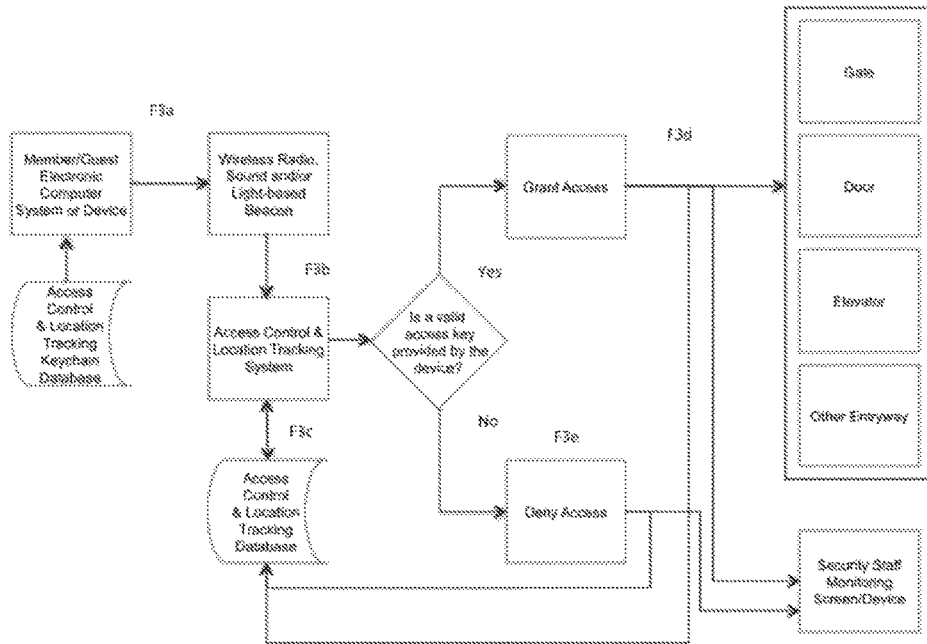 F3a
Member/Guest
Electronic
Computer
System or Device
Wireless Radio,
Sound and/or
Light-based
Beacon
Access
Control
& Location
Tracking
Keychain
Database
F3b
Access Control &
Location Tracking
System
F3c
Access
Control
& Location
Tracking
Database
Is a valid
access key
provided by the
device?
Yes
No
Grant Access
F3d
F3e
Deny Access
Gate
Door
Elevator
Other Entryway
Security Staff
Monitoring
Screen/Device